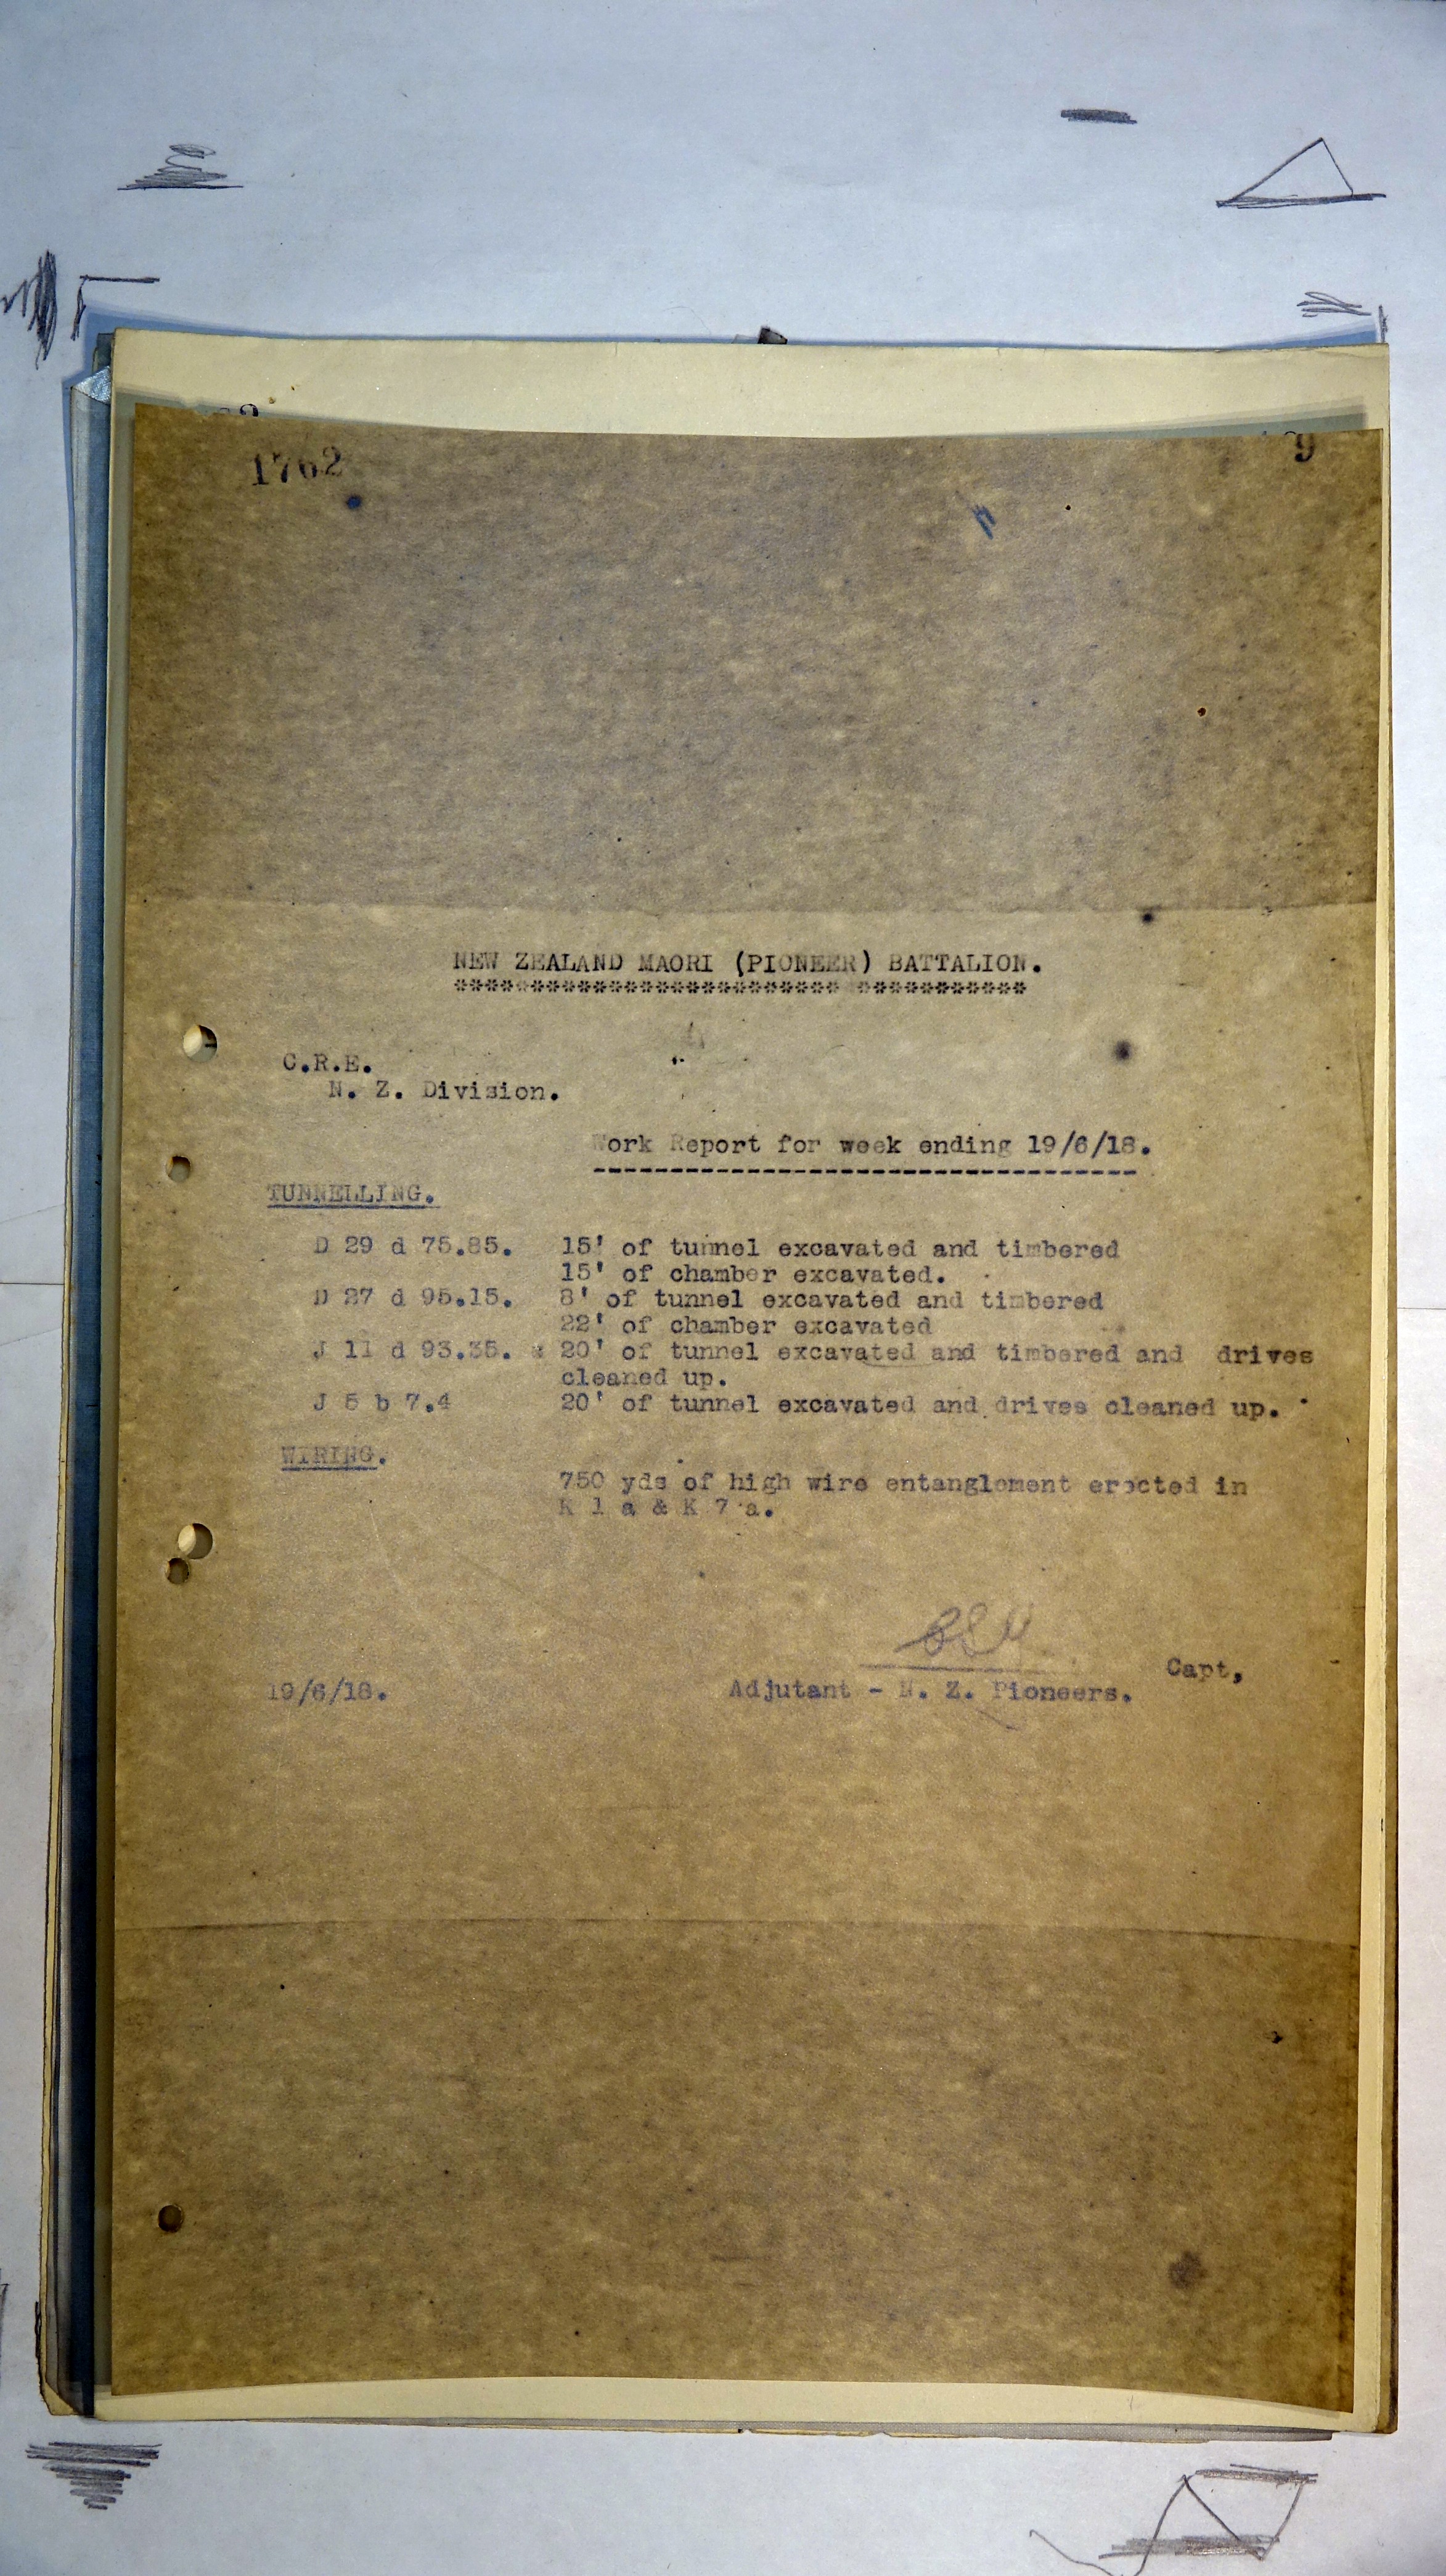 1762
9
NEW ZEALAND MAORI (PIONEER) BATTALION.
************************* ***********
C.R.E.
N. Z. Division.
Work Report for week ending 19/6/18.
-----------------------------------
TUNNELLING.
D 29 d 75.85. 15' of tunnel excavated and timbered
15' of chamber excavated.
D 27 d 95.15. 8' of tunnel excavated and timbered
22' of chamber excavated
J 11 d 93.35. 20' of tunnel excavated and timbered and drives
cleaned up.
J 5 b 7.4 20' of tunnel excavated and drives cleaned up.
WIRING.
750 yds of high wire entanglement erected in
K 1 a & K 7 a.
Capt,
19/6/18. Adjutant - N. Z. Pioneers.